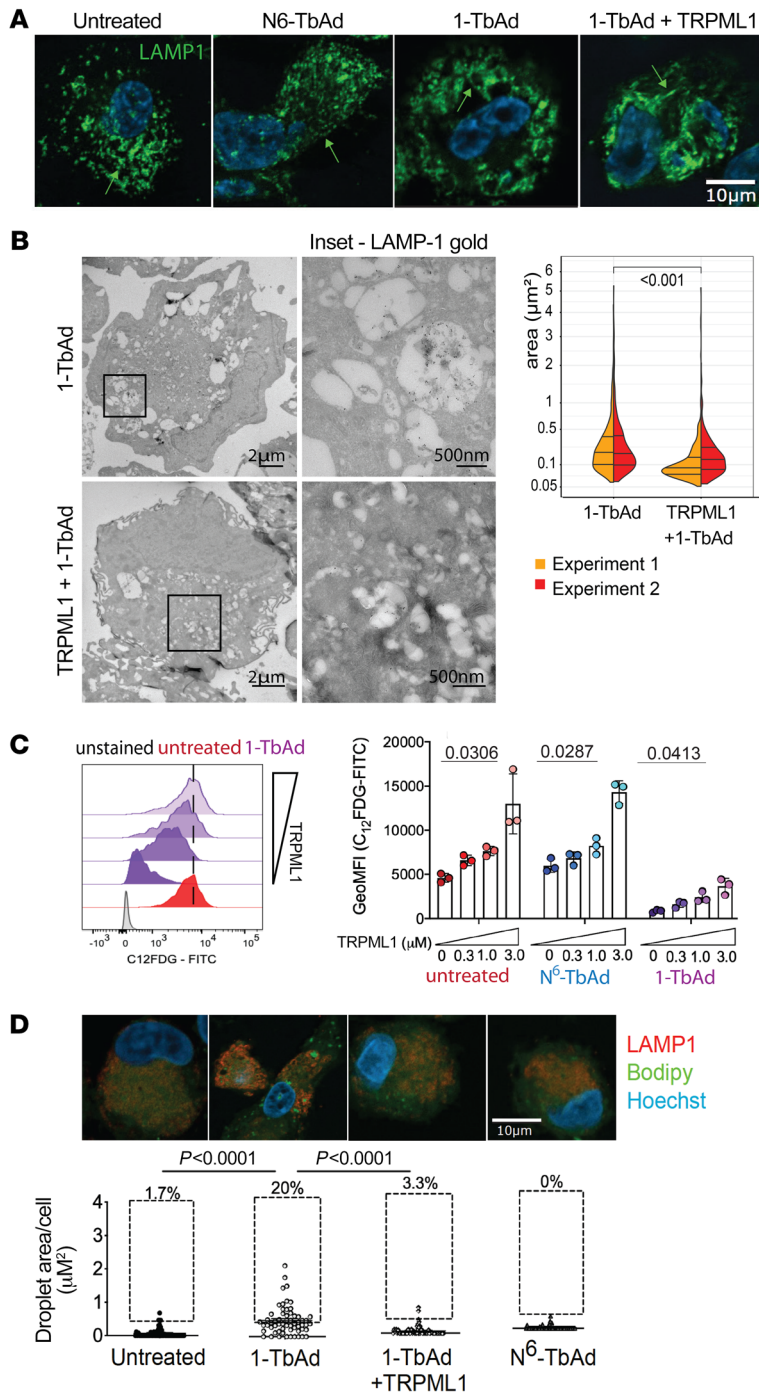 A
Untreated N6-TbAd 1-TbAd 1-TbAd + TRPML1
LAMP1
10µm
B
Inset - LAMP-1 gold
1-TbAd
2µm
500nm
TRPML1 + 1-TbAd
2µm
500nm
area (µm²)
6
5
4
3
2
1
0.5
0.1
0.05
<0.001
1-TbAd TRPML1
+1-TbAd
Experiment 1
Experiment 2
C
unstained untreated 1-TbAd
TRPML1
-10³ 0 10³ 10⁴ 10⁵
C12FDG - FITC
GeoMFI (C₁₂FDG-FITC)
20000
15000
10000
5000
0
0.0306 0.0287 0.0413
TRPML1 (µM) 0 0.3 1.0 3.0 0 0.3 1.0 3.0 0 0.3 1.0 3.0
untreated N⁶-TbAd 1-TbAd
D
LAMP1
Bodipy
Hoechst
10µm
P<0.0001 P<0.0001
1.7% 20% 3.3% 0%
Droplet area/cell
(µM²)
4
3
2
1
0
Untreated 1-TbAd 1-TbAd N⁶-TbAd
+TRPML1